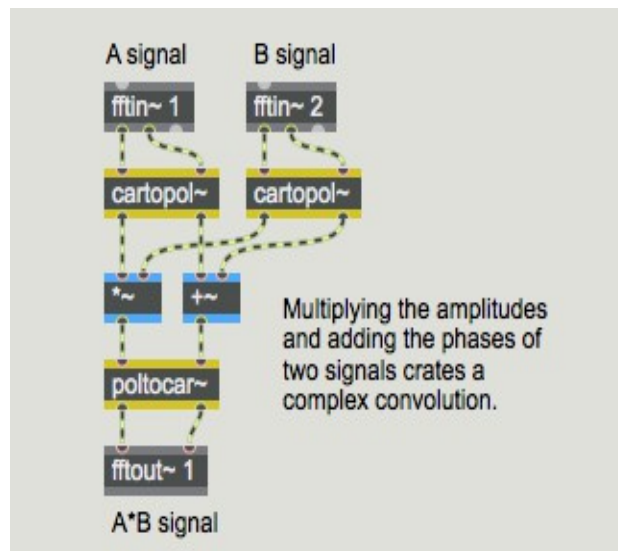 A signal B signal
fftin~ 1 fftin~ 2
cartopol~ cartopol~
*~ +~
Multiplying the amplitudes
and adding the phases of
two signals crates a
complex convolution.
poltocar~
fftout~ 1
A*B signal